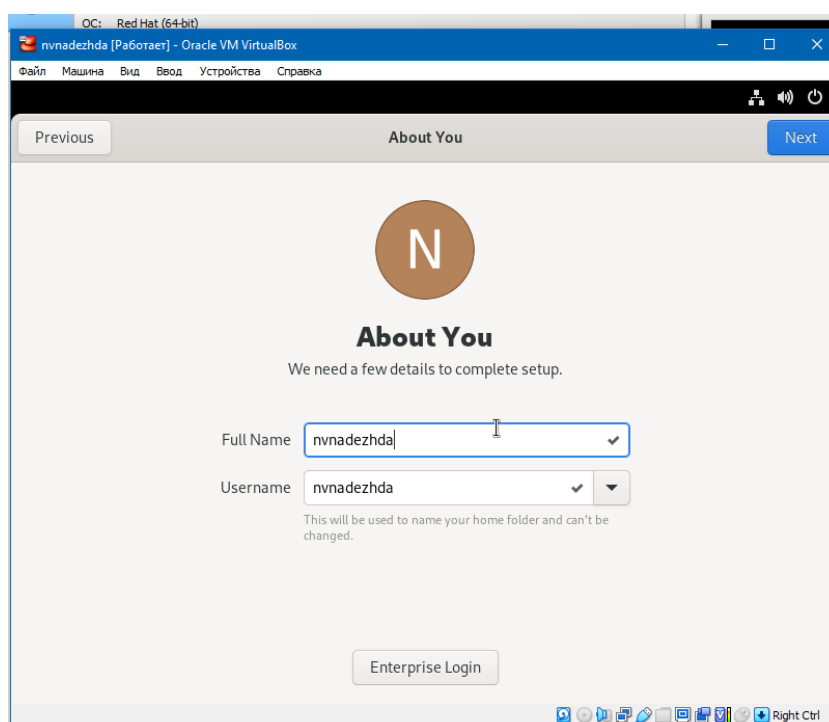 ОС: Red Hat (64-bit)
nvnadezhda [Работает] - Oracle VM VirtualBox
Файл Машина Вид Ввод Устройства Справка
Previous About You Next
N
About You
We need a few details to complete setup.
Full Name nvnadezhda
Username nvnadezhda
This will be used to name your home folder and can't be
changed.
Enterprise Login
Right Ctrl